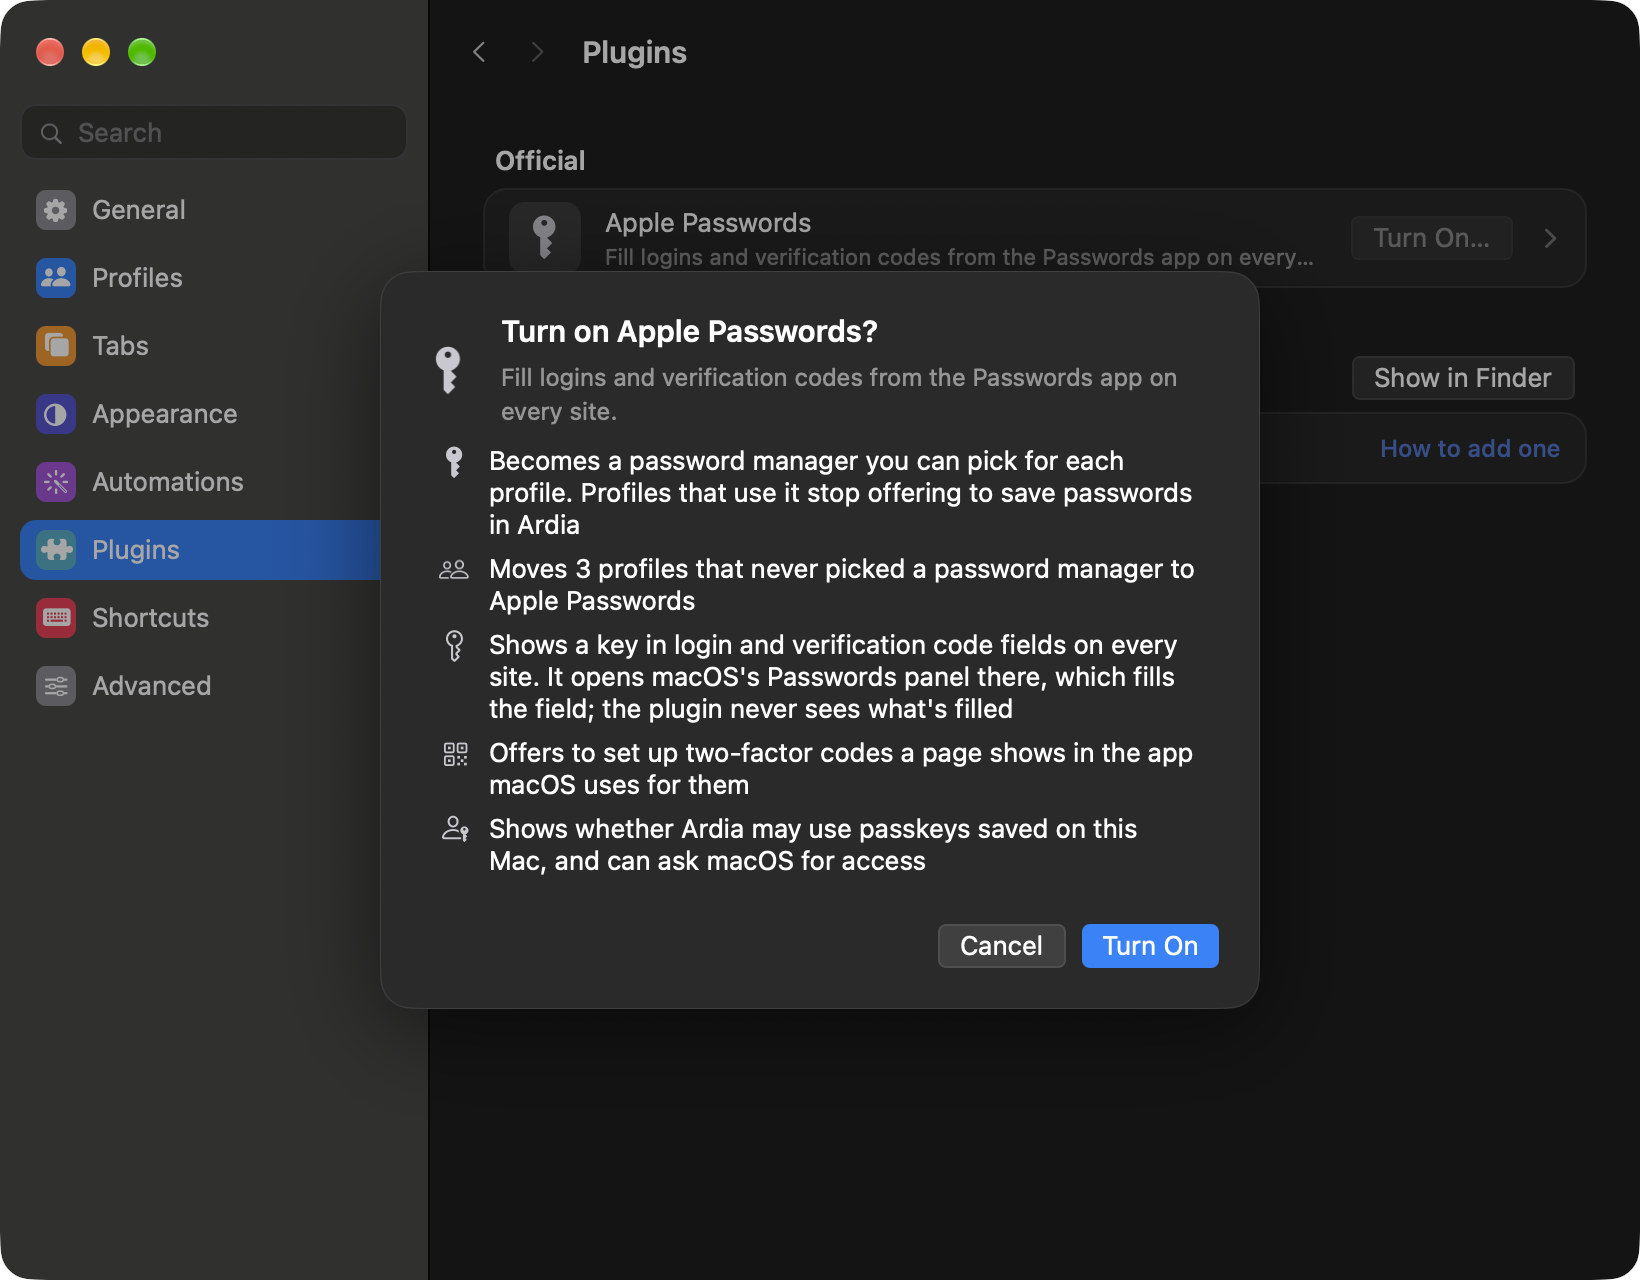 Plugins
Search
General
Profiles
Tabs
Appearance
Automations
Plugins
Shortcuts
Advanced
Official
Apple Passwords
Fill logins and verification codes from the Passwords app on every...
Turn On...
Show in Finder
How to add one
Turn on Apple Passwords?
Fill logins and verification codes from the Passwords app on
every site.
Becomes a password manager you can pick for each
profile. Profiles that use it stop offering to save passwords
in Ardia
Moves 3 profiles that never picked a password manager to
Apple Passwords
Shows a key in login and verification code fields on every
site. It opens macOS's Passwords panel there, which fills
the field; the plugin never sees what's filled
Offers to set up two-factor codes a page shows in the app
macOS uses for them
Shows whether Ardia may use passkeys saved on this
Mac, and can ask macOS for access
Cancel
Turn On